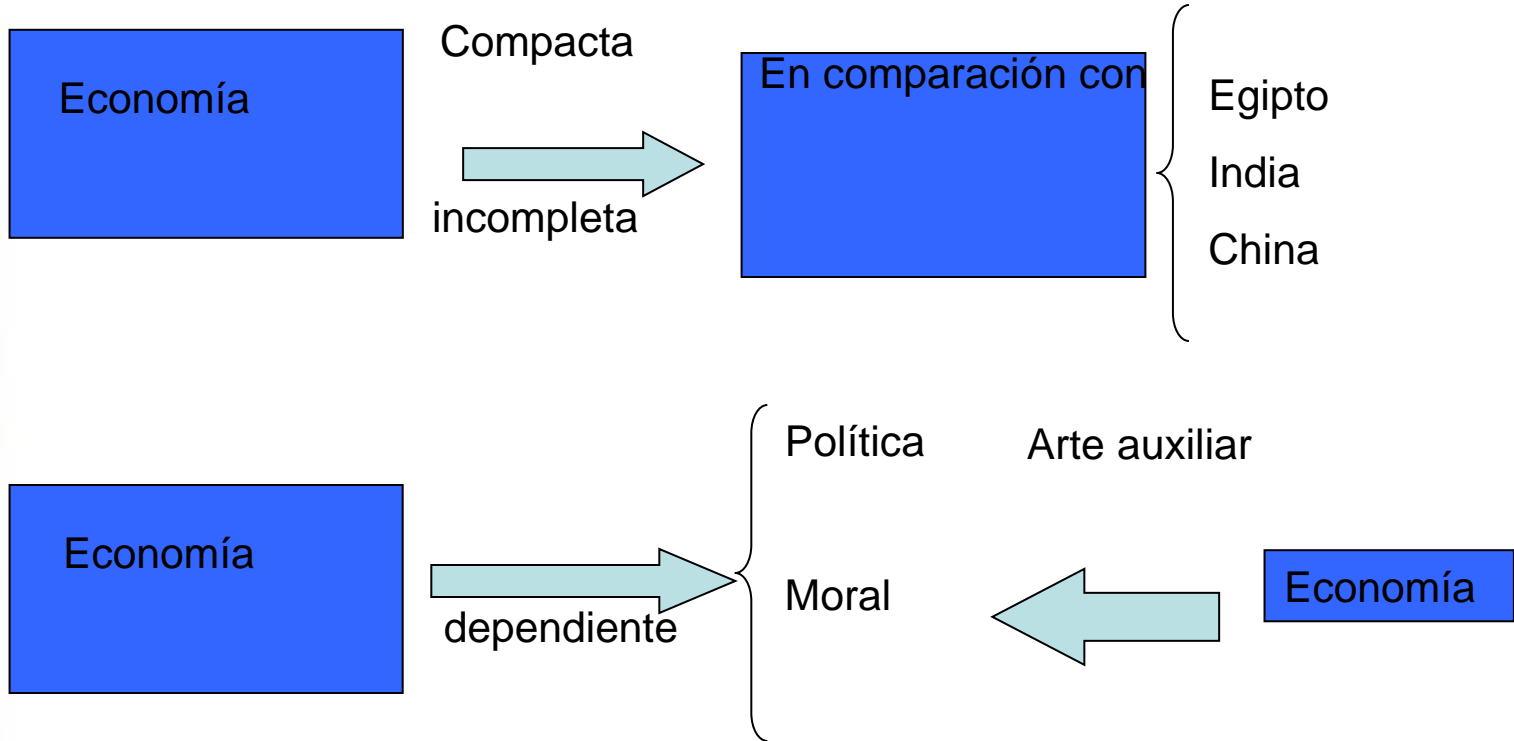 Economía
Compacta
incompleta
En comparación con
Egipto
India
China
Economía
dependiente
Política
Moral
Arte auxiliar
Economía